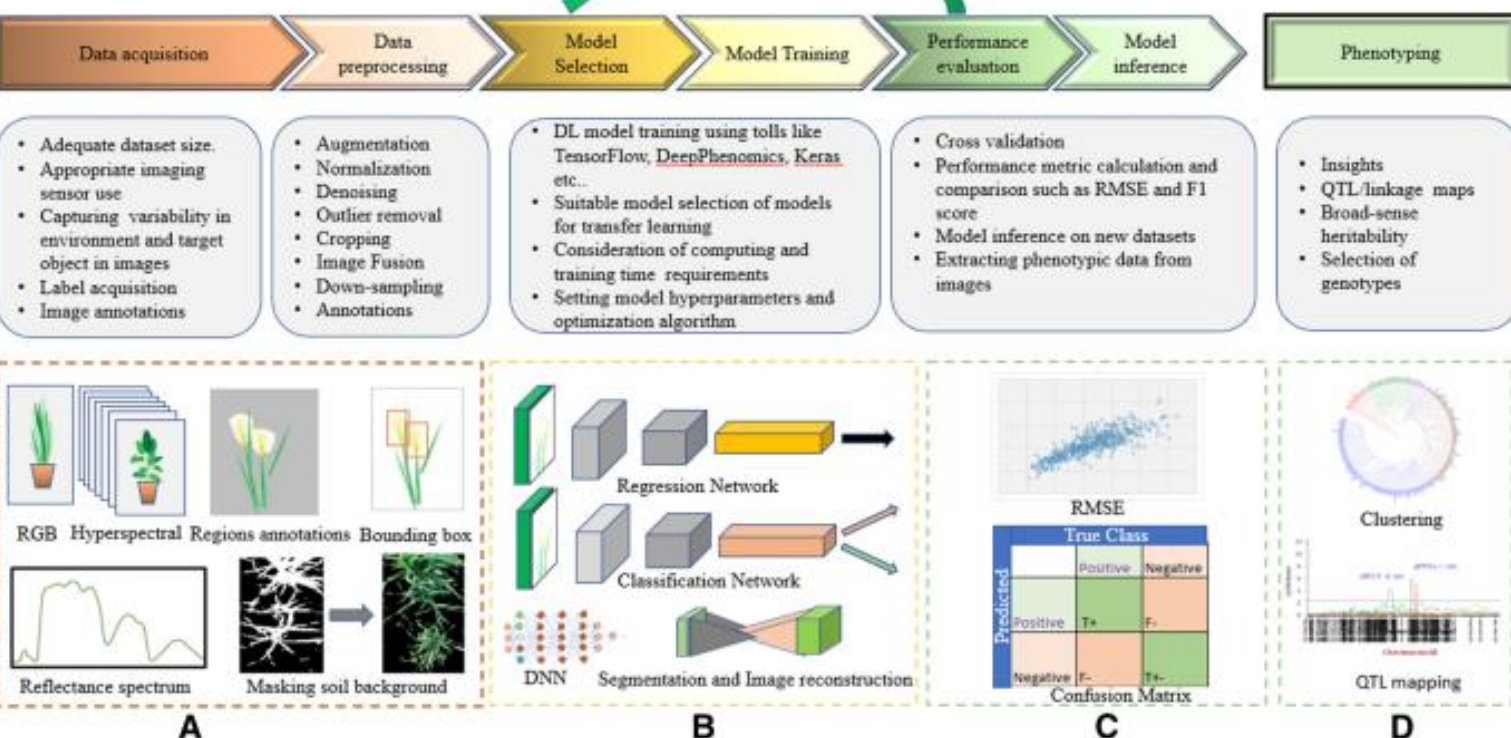 Data acquisition
Data
preprocessing
Model
Selection
Model Training
Performance
evaluation
Model
inference
Phenotyping
• Adequate dataset size.
• Appropriate imaging
sensor use
• Capturing variability in
environment and target
object in images
• Label acquisition
• Image annotations
• Augmentation
• Normalization
• Denoising
• Outlier removal
• Cropping
• Image Fusion
• Down-sampling
• Annotations
• DL model training using tolls like
TensorFlow, DeepPhenomics, Keras
etc..
• Suitable model selection of models
for transfer learning
• Consideration of computing and
training time requirements
• Setting model hyperparameters and
optimization algorithm
• Cross validation
• Performance metric calculation and
comparison such as RMSE and F1
score
• Model inference on new datasets
• Extracting phenotypic data from
images
• Insights
• QTL/linkage maps
• Broad-sense
heritability
• Selection of
genotypes
RGB Hyperspectral Regions annotations Bounding box
Reflectance spectrum
Masking soil background
A
Regression Network
Classification Network
DNN
Segmentation and Image reconstruction
B
RMSE
True Class
Predicted
Positive Negative
Positive T+ F-
Negative F- T+-
Confusion Matrix
C
Clustering
QTL mapping
D